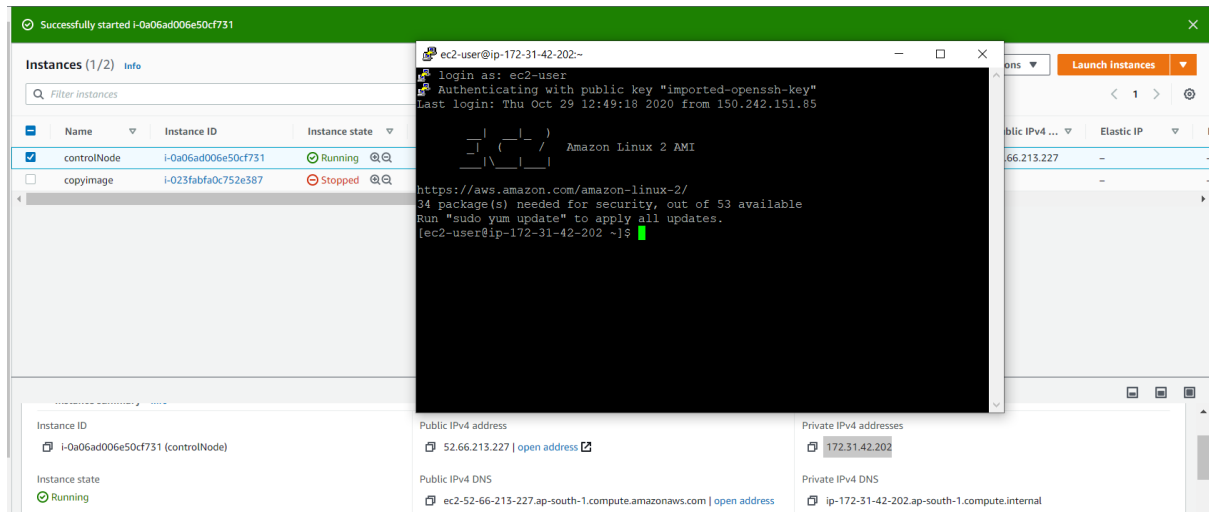 Successfully started i-0a06ad006e50cf731
Instances (1/2) Info
Filter instances
Launch instances
1
Name Instance ID Instance state Elastic IP
controlNode i-0a06ad006e50cf731 Running .66.213.227 –
copyimage i-023fabfa0c752e387 Stopped –
ec2-user@ip-172-31-42-202:~
login as: ec2-user
Authenticating with public key "imported-openssh-key"
Last login: Thu Oct 29 12:49:18 2020 from 150.242.151.85
Amazon Linux 2 AMI
https://aws.amazon.com/amazon-linux-2/
34 package(s) needed for security, out of 53 available
Run "sudo yum update" to apply all updates.
[ec2-user@ip-172-31-42-202 ~]$
Instance ID Public IPv4 address Private IPv4 addresses
i-0a06ad006e50cf731 (controlNode) 52.66.213.227 | open address 172.31.42.202
Instance state Public IPv4 DNS Private IPv4 DNS
Running ec2-52-66-213-227.ap-south-1.compute.amazonaws.com | open address ip-172-31-42-202.ap-south-1.compute.internal